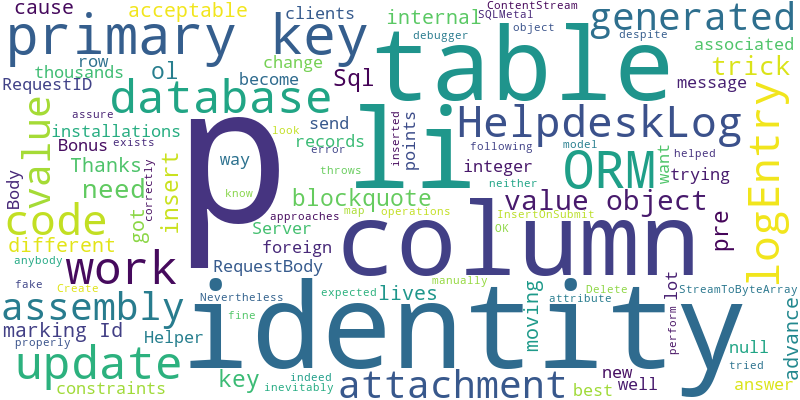 cause
acceptable
clients
internal
ContentStream
SQLMetal
object
despite
generated
primary key
debugger
associated
thousands
row
ol
change
Sql
table
trick
RequestID
become
message
database
assure
value
installations
Bonus
exists
p
look
send
records
error
inserted
points
HelpdeskLog
following
model
helped
logEntry
li
Thanks
way
throws
integer
ORM
want
trying
Body
need
correctly
insert
know
blockquote
neither
value object
pre
code
got
approaches
map
operations
InsertOnSubmit
Server
OK
column
different
foreign
anybody
work
RequestBody
manually
fake
Create
identity
Nevertheless
expected
lives
Delete
StreamToByteArray
assembly
attribute
lot
moving
fine
marking Id
Helper
perform
advance
properly
update
null
tried
key
indeed
inevitably
attachment
new
well
best
answer
constraints